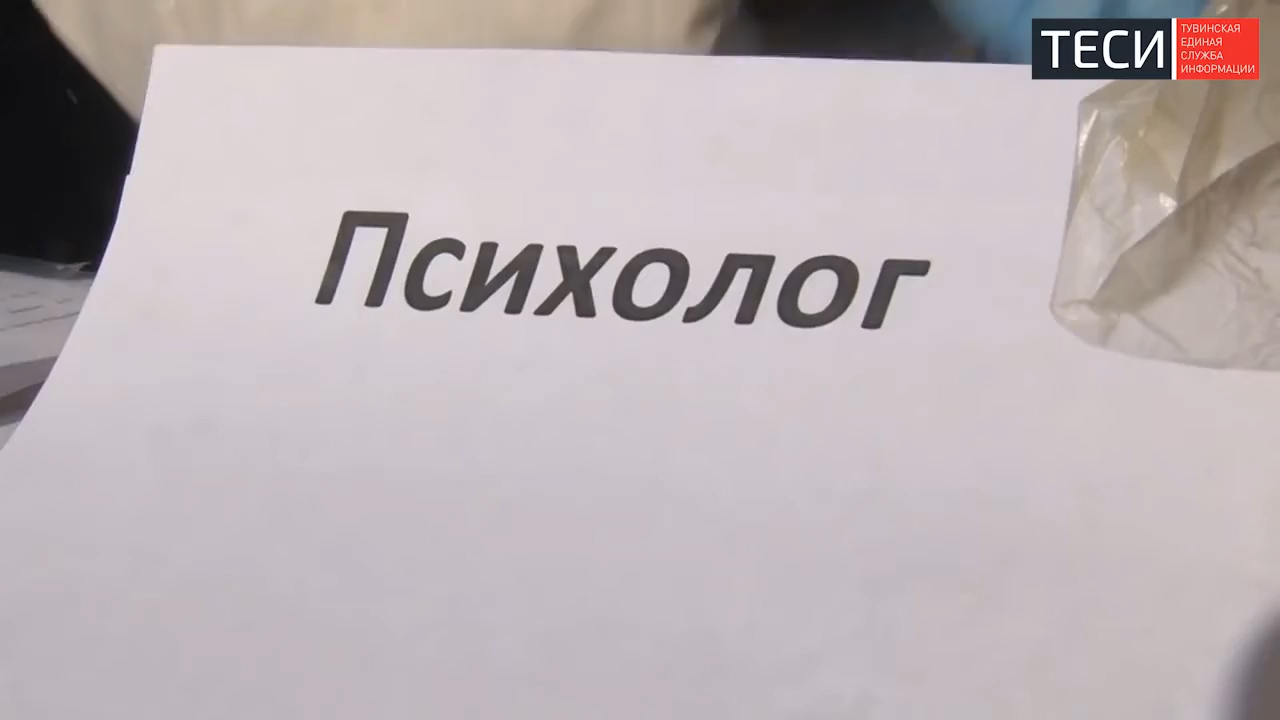 ТЕСИ
ТУВИНСКАЯ
ЕДИНАЯ
СЛУЖБА
ИНФОРМАЦИИ
Психолог